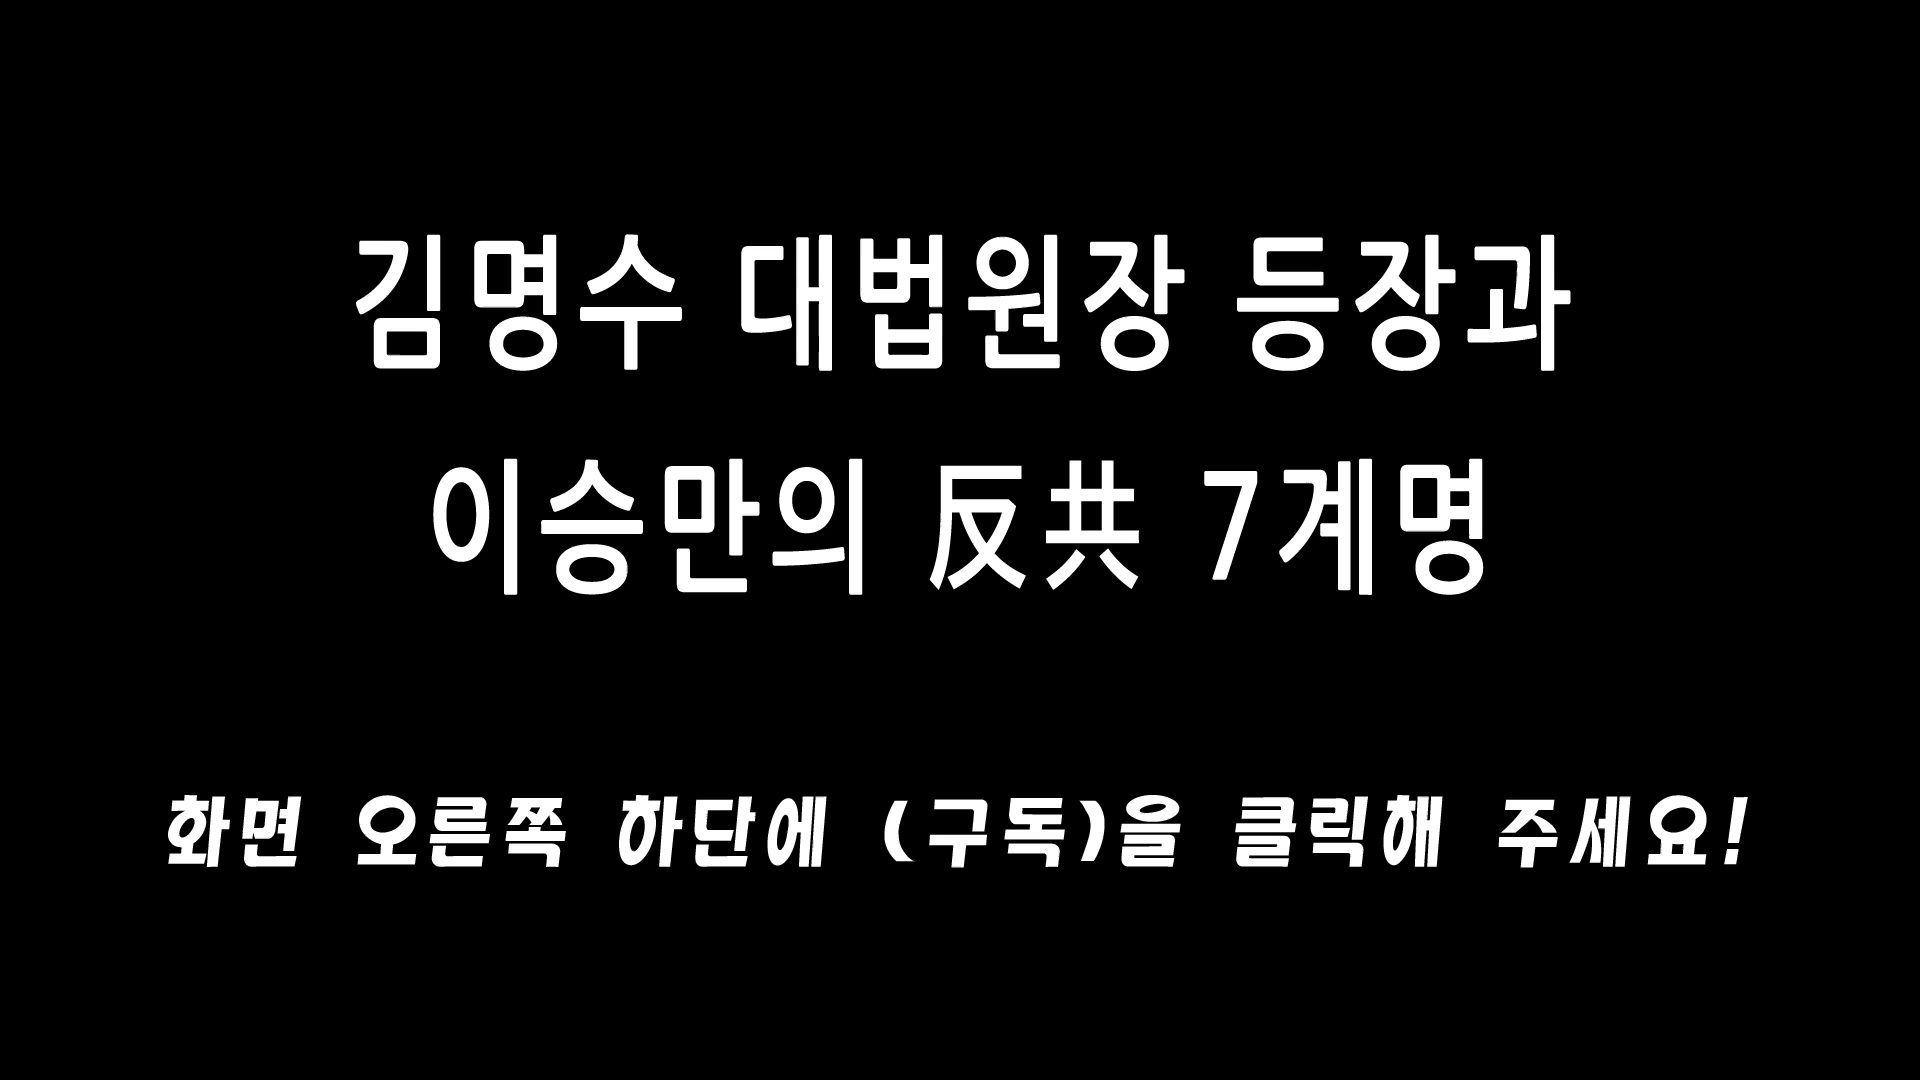 김명수 대법원장 등장과
이승만의 反共 7계명
화면 오른쪽 하단에 (구독)을 클릭해 주세요!